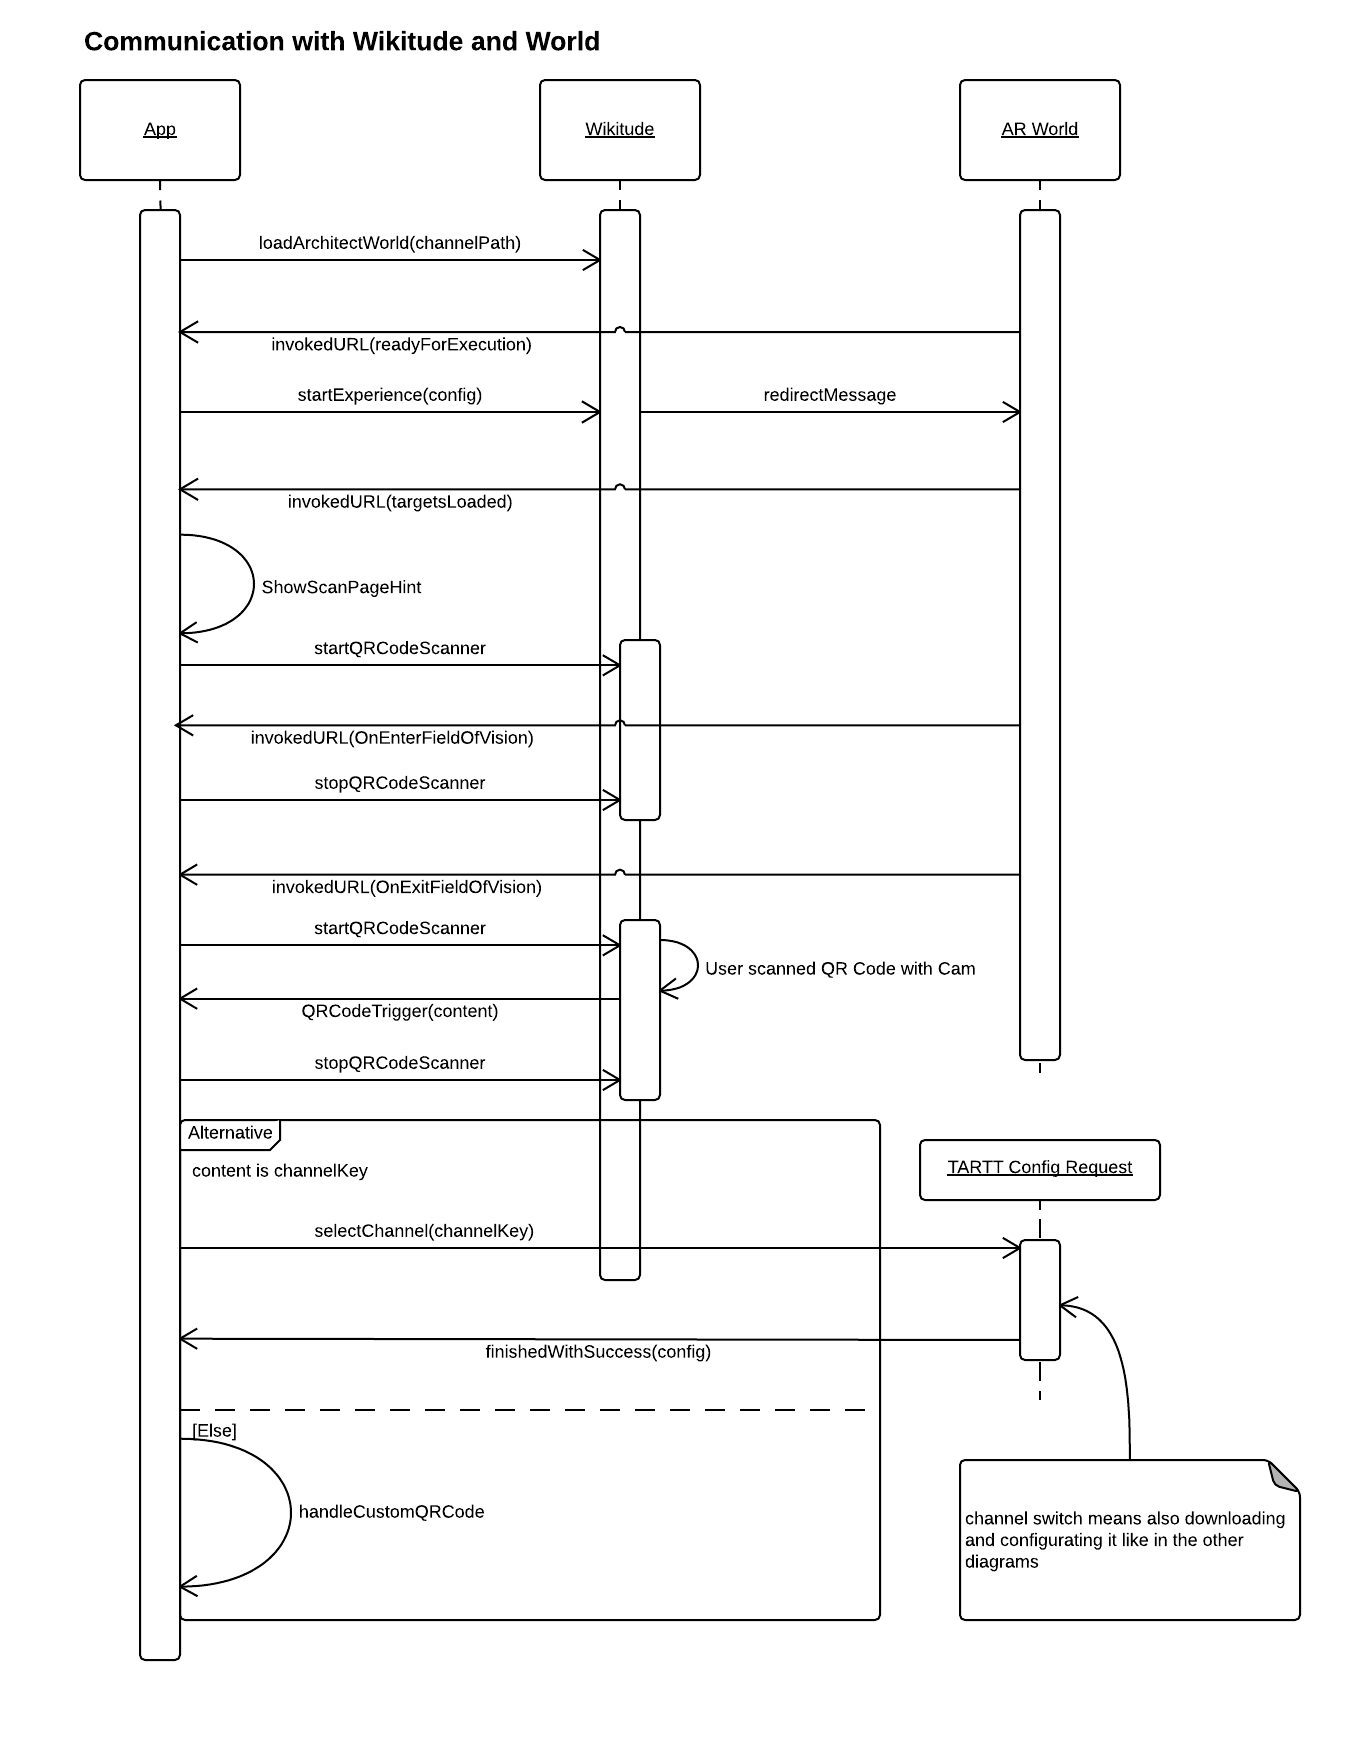 Communication with Wikitude and World
App
Wikitude
AR World
loadArchitectWorld(channelPath)
invokedURL(readyForExecution)
startExperience(config)
redirectMessage
invokedURL(targetsLoaded)
ShowScanPageHint
startQRCodeScanner
invokedURL(OnEnterFieldOfVision)
stopQRCodeScanner
invokedURL(OnExitFieldOfVision)
startQRCodeScanner
User scanned QR Code with Cam
QRCodeTrigger(content)
stopQRCodeScanner
Alternative
content is channelKey
TARTT Config Request
selectChannel(channelKey)
finishedWithSuccess(config)
[Else]
handleCustomQRCode
channel switch means also downloading
and configurating it like in the other
diagrams